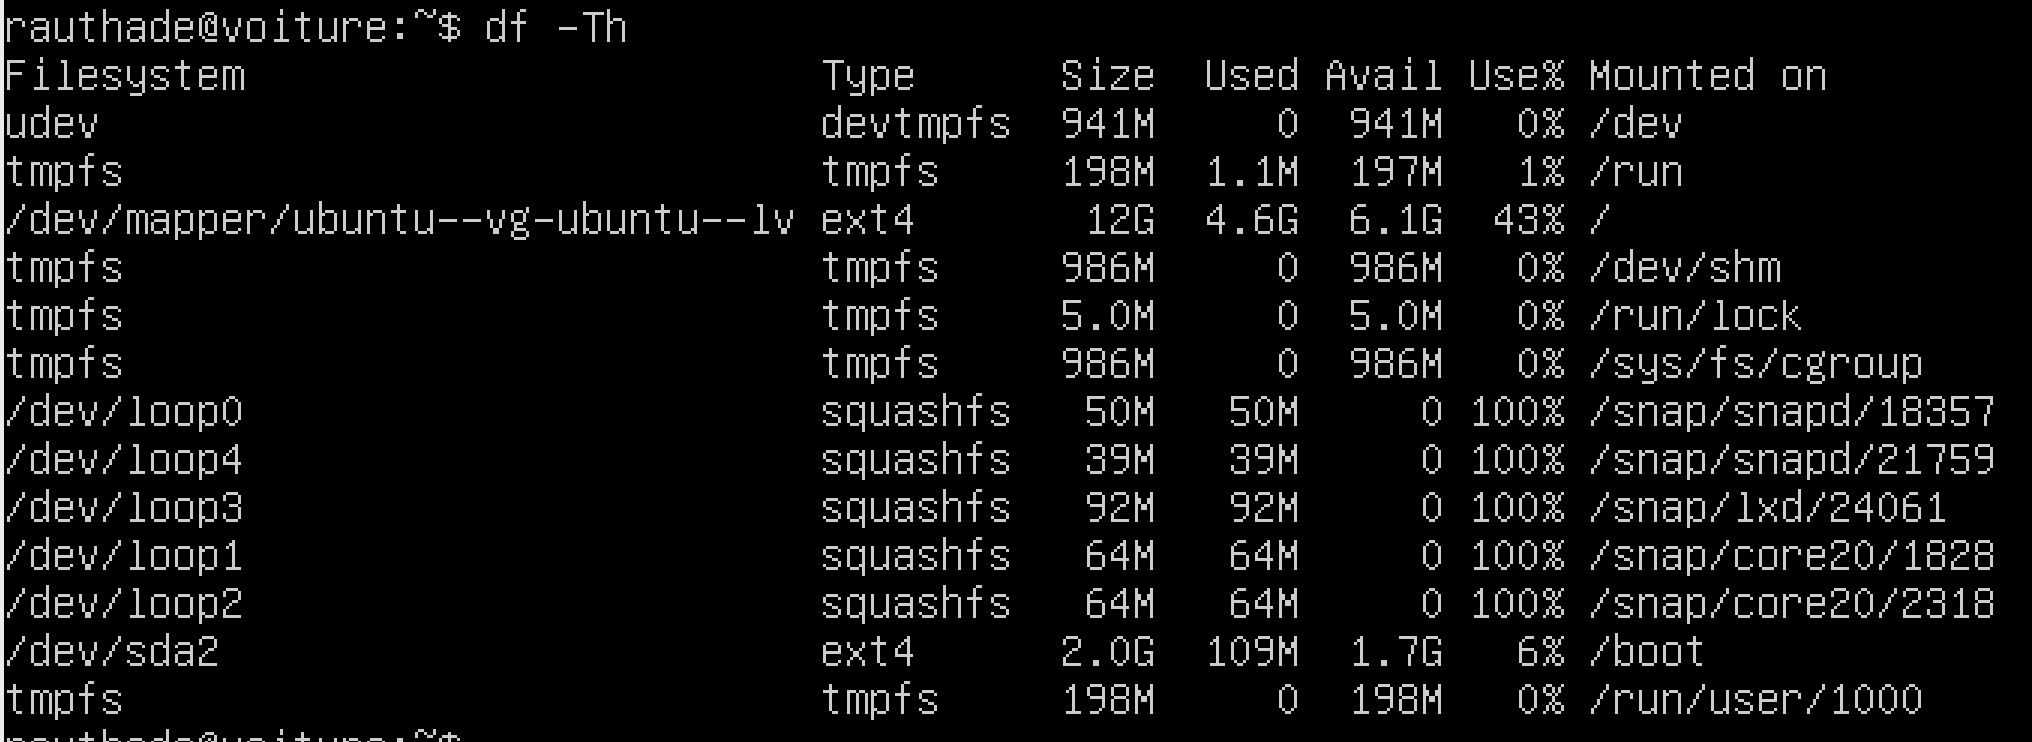 rauthade@voiture:~$ df -Th
Filesystem Type Size Used Avail Use% Mounted on
udev devtmpfs 941M 0 941M 0% /dev
tmpfs tmpfs 198M 1.1M 197M 1% /run
/dev/mapper/ubuntu--vg-ubuntu--lv ext4 12G 4.6G 6.1G 43% /
tmpfs tmpfs 986M 0 986M 0% /dev/shm
tmpfs tmpfs 5.0M 0 5.0M 0% /run/lock
tmpfs tmpfs 986M 0 986M 0% /sys/fs/cgroup
/dev/loop0 squashfs 50M 50M 0 100% /snap/snapd/18357
/dev/loop4 squashfs 39M 39M 0 100% /snap/snapd/21759
/dev/loop3 squashfs 92M 92M 0 100% /snap/lxd/24061
/dev/loop1 squashfs 64M 64M 0 100% /snap/core20/1828
/dev/loop2 squashfs 64M 64M 0 100% /snap/core20/2318
/dev/sda2 ext4 2.0G 109M 1.7G 6% /boot
tmpfs tmpfs 198M 0 198M 0% /run/user/1000
rauthade@voiture:~$